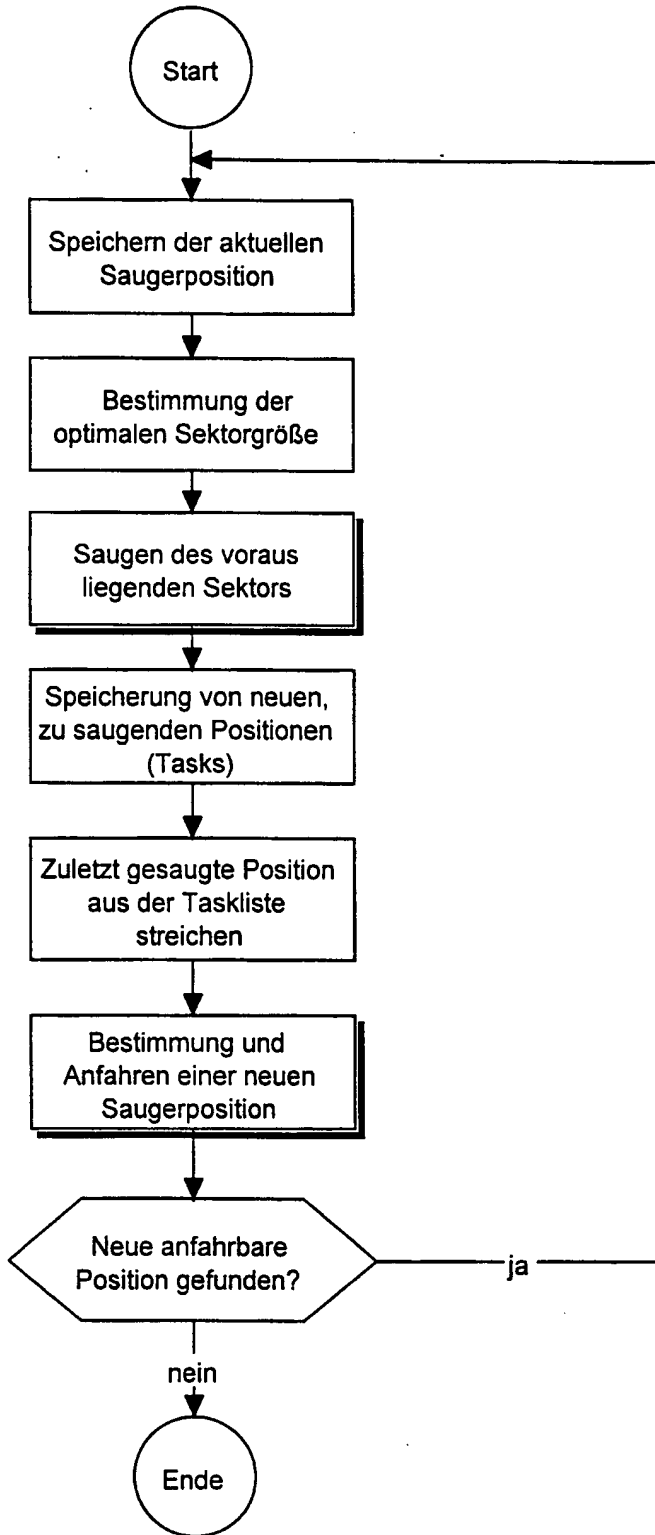 Start
Speichern der aktuellen
Saugerposition
Bestimmung der
optimalen Sektorgröße
Saugen des voraus
liegenden Sektors
Speicherung von neuen,
zu saugenden Positionen
(Tasks)
Zuletzt gesaugte Position
aus der Taskliste
streichen
Bestimmung und
Anfahren einer neuen
Saugerposition
Neue anfahrbare
Position gefunden?
ja
nein
Ende